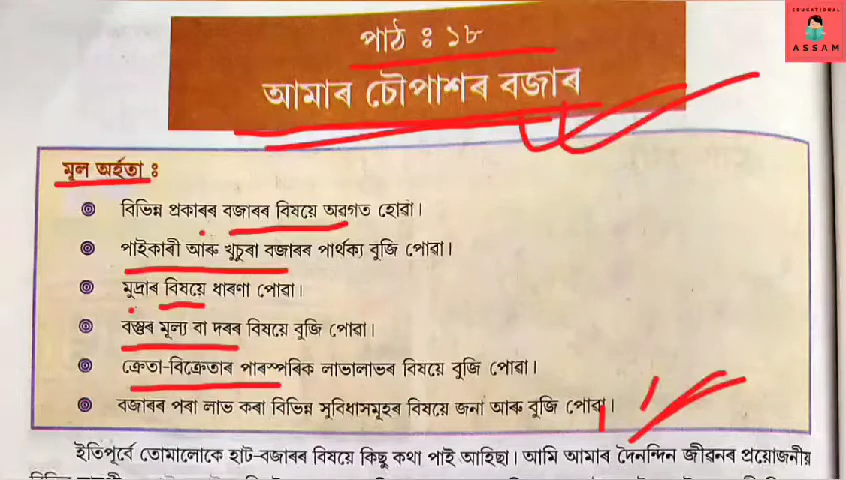 EDUCATIONAL
ASSAM
পাঠ : ১৮
আমাৰ চৌপাশৰ বজাৰ
মূল অৰ্হতা :
বিভিন্ন প্ৰকাৰৰ বজাৰৰ বিষয়ে অৱগত হোৱা।
পাইকাৰী আৰু খুচুৰা বজাৰৰ পাৰ্থক্য বুজি পোৱা।
মুদ্ৰাৰ বিষয়ে ধাৰণা পোৱা।
বস্তুৰ মূল্য বা দৰৰ বিষয়ে বুজি পোৱা।
ক্ৰেতা-বিক্ৰেতাৰ পাৰস্পৰিক লাভালাভৰ বিষয়ে বুজি পোৱা।
বজাৰৰ পৰা লাভ কৰা বিভিন্ন সুবিধাসমূহৰ বিষয়ে জনা আৰু বুজি পোৱা।
ইতিপূৰ্বে তোমালোকে হাট-বজাৰৰ বিষয়ে কিছু কথা পাই আহিছা। আমি আমাৰ দৈনন্দিন জীৱনৰ প্ৰয়োজনীয়